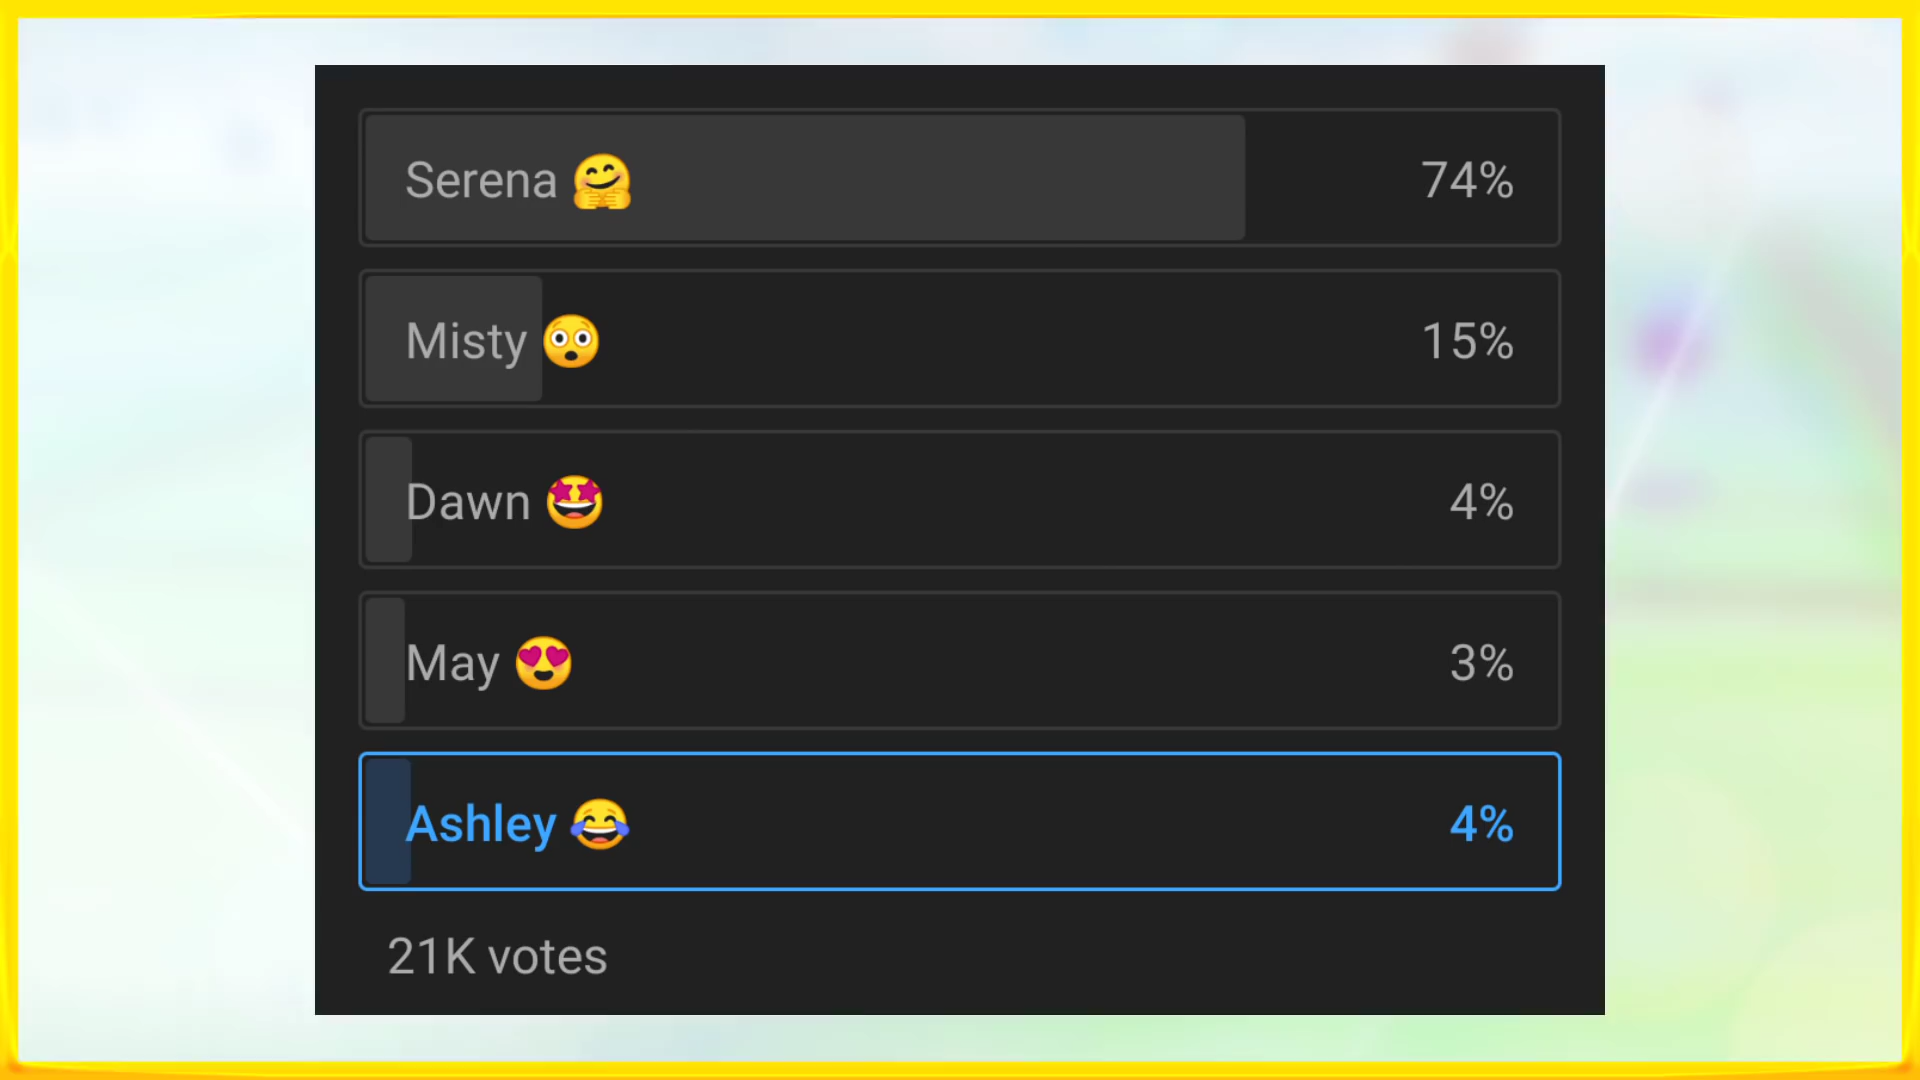 Serena 🤗 74%
Misty 😳 15%
Dawn 🤩 4%
May 😍 3%
Ashley 😂 4%
21K votes